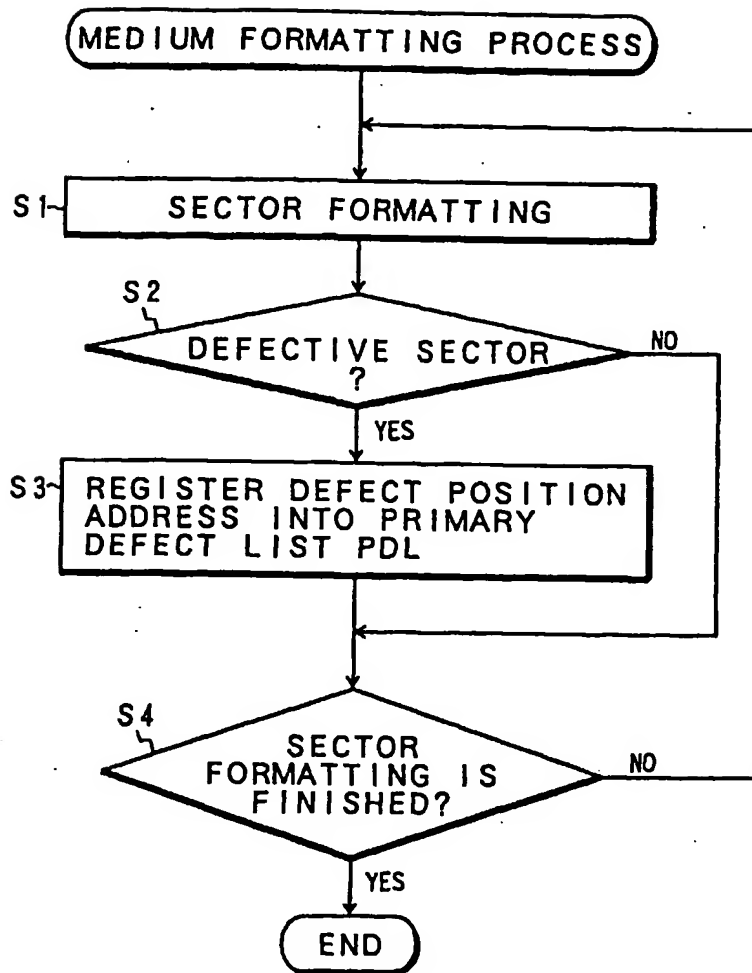 MEDIUM FORMATTING PROCESS
S1
SECTOR FORMATTING
S2
DEFECTIVE SECTOR
?
NO
YES
S3
REGISTER DEFECT POSITION
ADDRESS INTO PRIMARY
DEFECT LIST PDL
S4
SECTOR
FORMATTING IS
FINISHED?
NO
YES
END